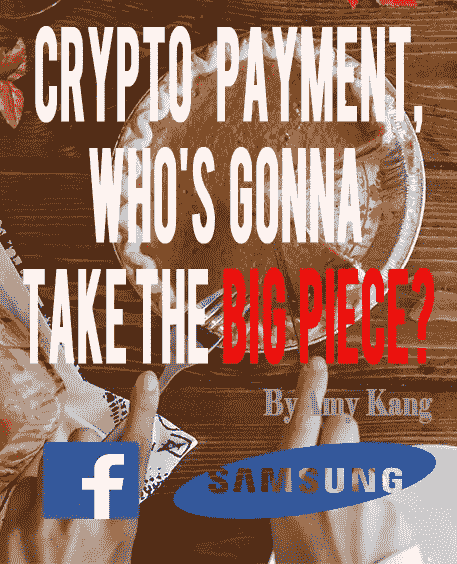 CRYPTO PAYMENT,
WHO'S GONNA
TAKE THE BIG PIECE?
By Amy Kang
f
SAMSUNG